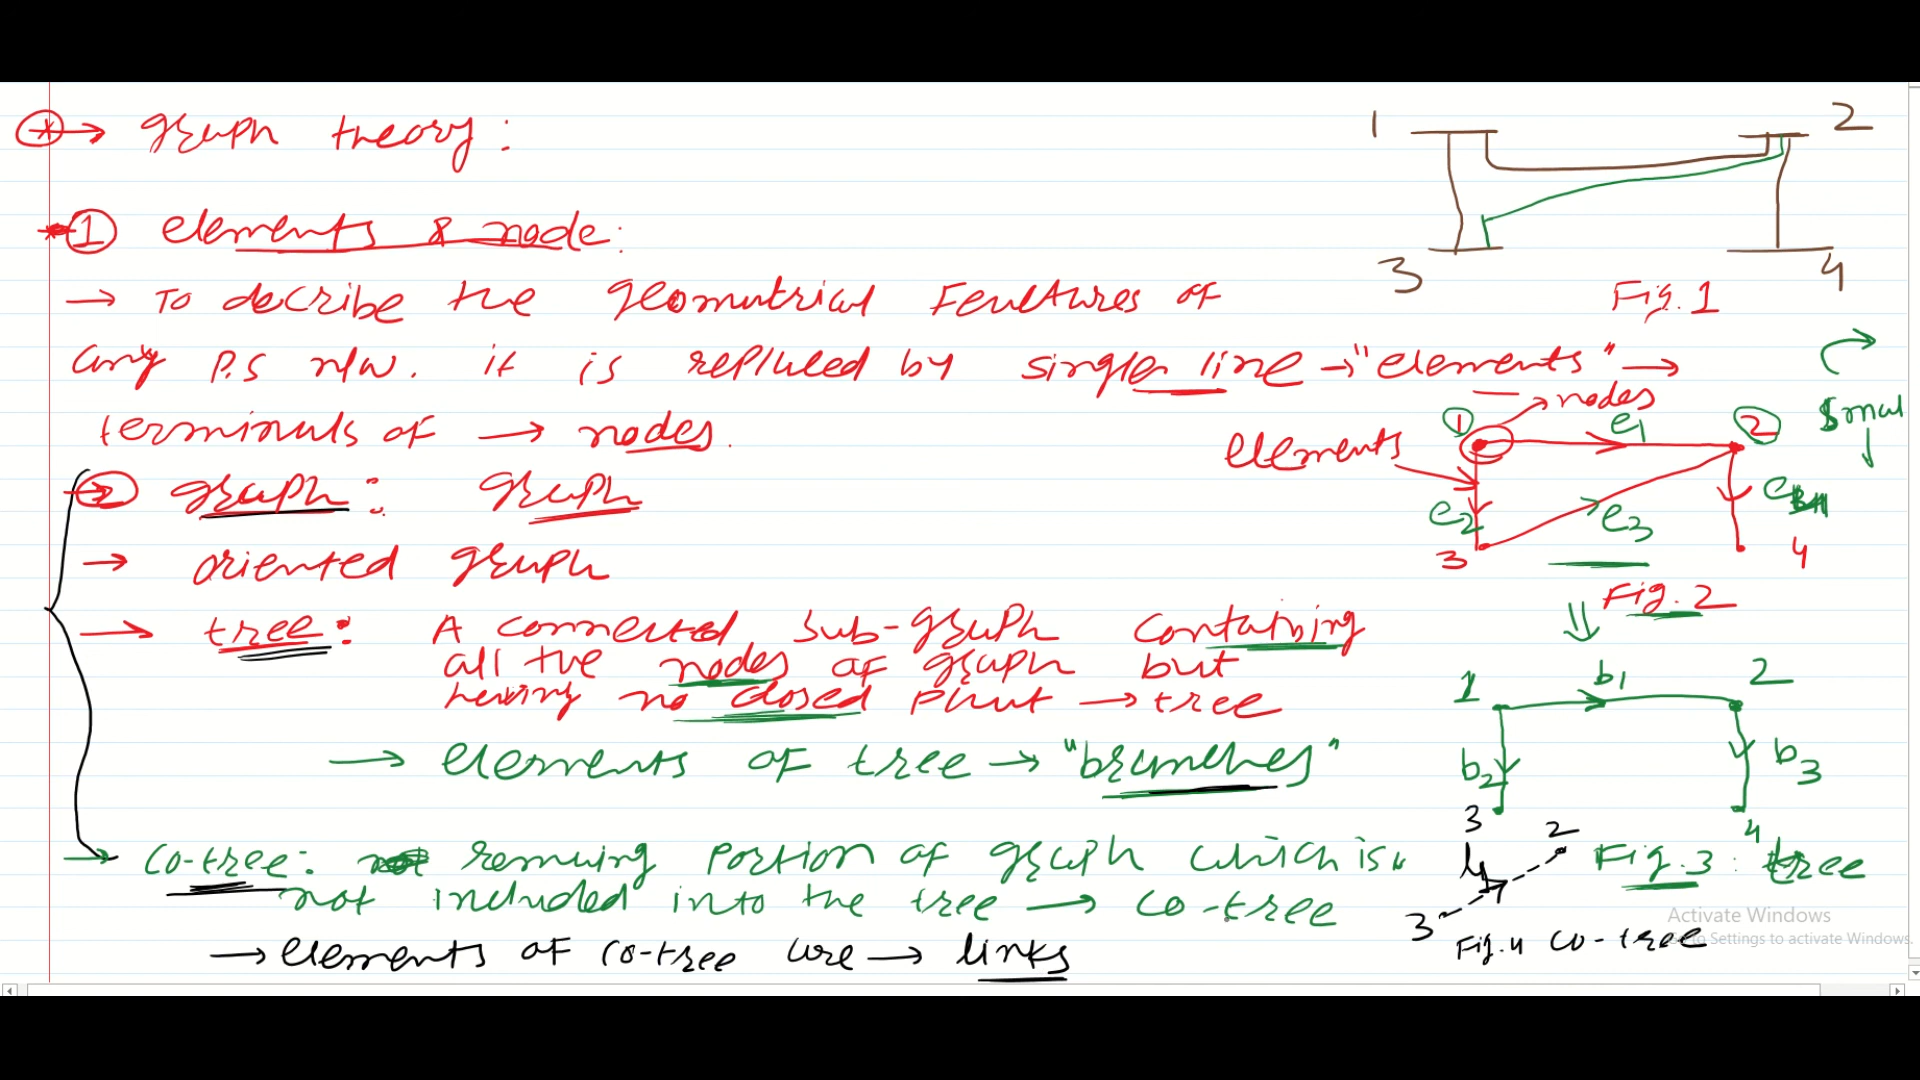 * → graph theory:
1 2
① elements & node:
3 4
→ To decribe the geomutrial Features of
Fig. 1
any P.S n/w. it is replaced by single line → "elements" →
terminals of → nodes.
→ nodes
① e1 ②
elements
e2 e3
3 4
Fig. 2
② graph: graph
→ oriented graph
→ tree: A connected sub-graph containing
all the nodes of graph but
having no closed → tree
→ elements of tree → "branches"
1 b1 2
b2 b3
3 4
Fig. 3: tree
→ co-tree: portion of graph which is
not included into the tree → co-tree
2
3
Fig. 4 co-tree
→ elements of co-tree are → links
Activate Windows
to Settings to activate Windows.